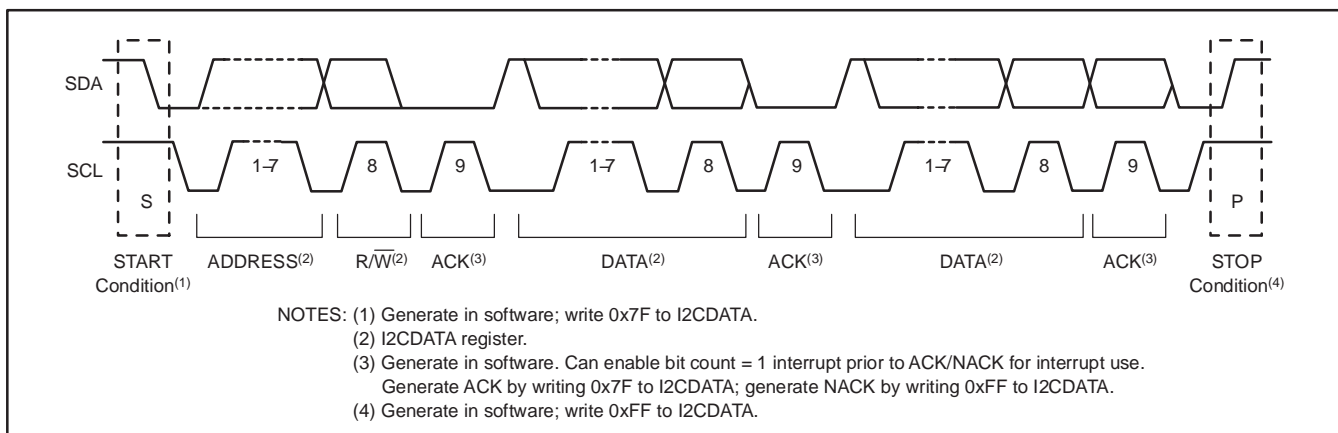 SDA
SCL
1–7 8 9 1–7 8 9 1–7 8 9
S P
START Condition(1)
ADDRESS(2) R/W(2) ACK(3) DATA(2) ACK(3) DATA(2) ACK(3)
STOP Condition(4)
NOTES: (1) Generate in software; write 0x7F to I2CDATA.
(2) I2CDATA register.
(3) Generate in software. Can enable bit count = 1 interrupt prior to ACK/NACK for interrupt use.
Generate ACK by writing 0x7F to I2CDATA; generate NACK by writing 0xFF to I2CDATA.
(4) Generate in software; write 0xFF to I2CDATA.